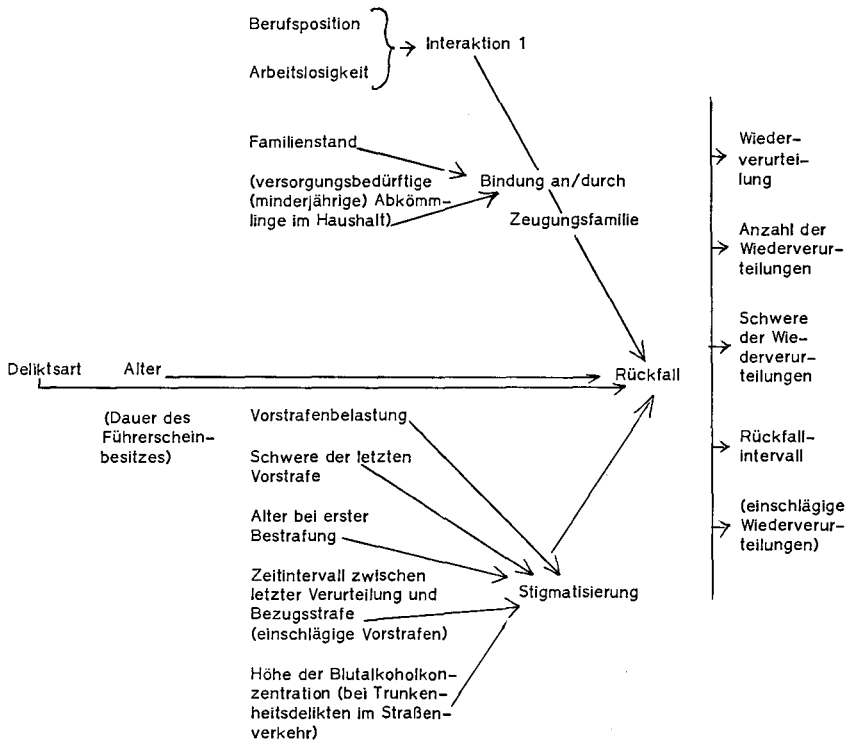 Berufsposition
Interaktion 1
Arbeitslosigkeit
Familienstand
(versorgungsbedürftige
(minderjährige) Abkömm-
linge im Haushalt)
Bindung an/durch
Zeugungsfamilie
Deliktsart
Alter
Rückfall
(Dauer des
Führerschein-
besitzes)
Vorstrafenbelastung
Schwere der letzten
Vorstrafe
Alter bei erster
Bestrafung
Zeitintervall zwischen
letzter Verurteilung und
Bezugsstrafe
(einschlägige Vorstrafen)
Stigmatisierung
Höhe der Blutalkoholkon-
zentration (bei Trunken-
heitsdelikten im Straßen-
verkehr)
Wieder-
verurtei-
lung
Anzahl der
Wiederverur-
teilungen
Schwere
der Wie-
derverur-
teilungen
Rückfall-
intervall
(einschlägige
Wiederverur-
teilungen)